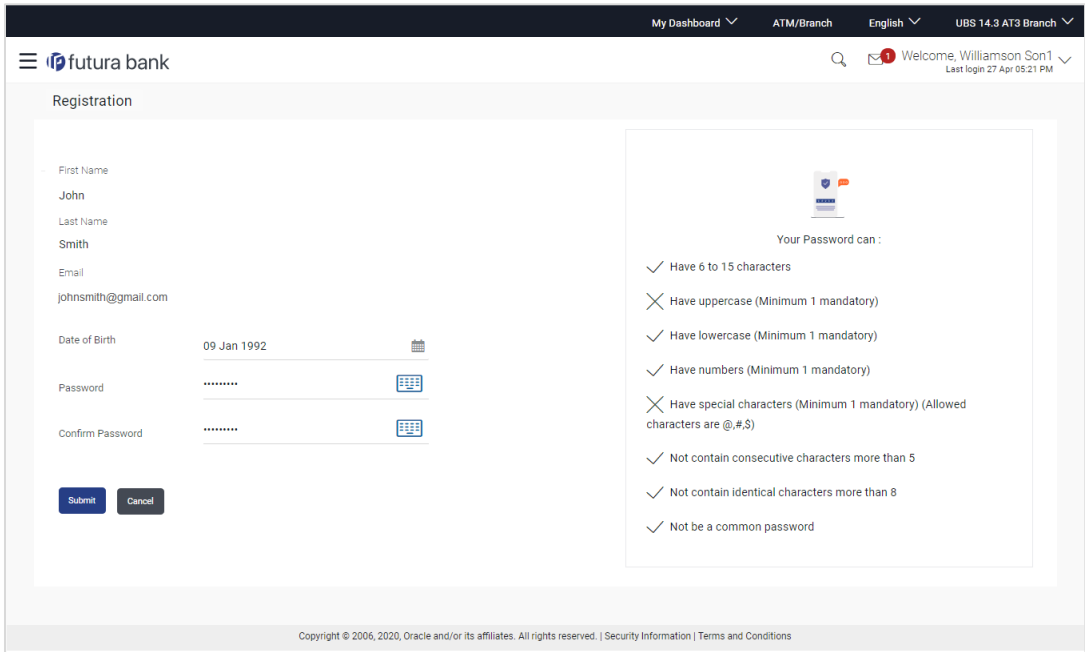 My Dashboard ATM/Branch English UBS 14.3 AT3 Branch
futura bank
1 Welcome, Williamson Son1
Last login 27 Apr 05:21 PM
Registration
First Name
John
Last Name
Smith
Email
johnsmith@gmail.com
Date of Birth 09 Jan 1992
Password •••••••••
Confirm Password •••••••••
Submit Cancel
Your Password can :
Have 6 to 15 characters
Have uppercase (Minimum 1 mandatory)
Have lowercase (Minimum 1 mandatory)
Have numbers (Minimum 1 mandatory)
Have special characters (Minimum 1 mandatory) (Allowed
characters are @,#,$)
Not contain consecutive characters more than 5
Not contain identical characters more than 8
Not be a common password
Copyright © 2006, 2020, Oracle and/or its affiliates. All rights reserved. | Security Information | Terms and Conditions